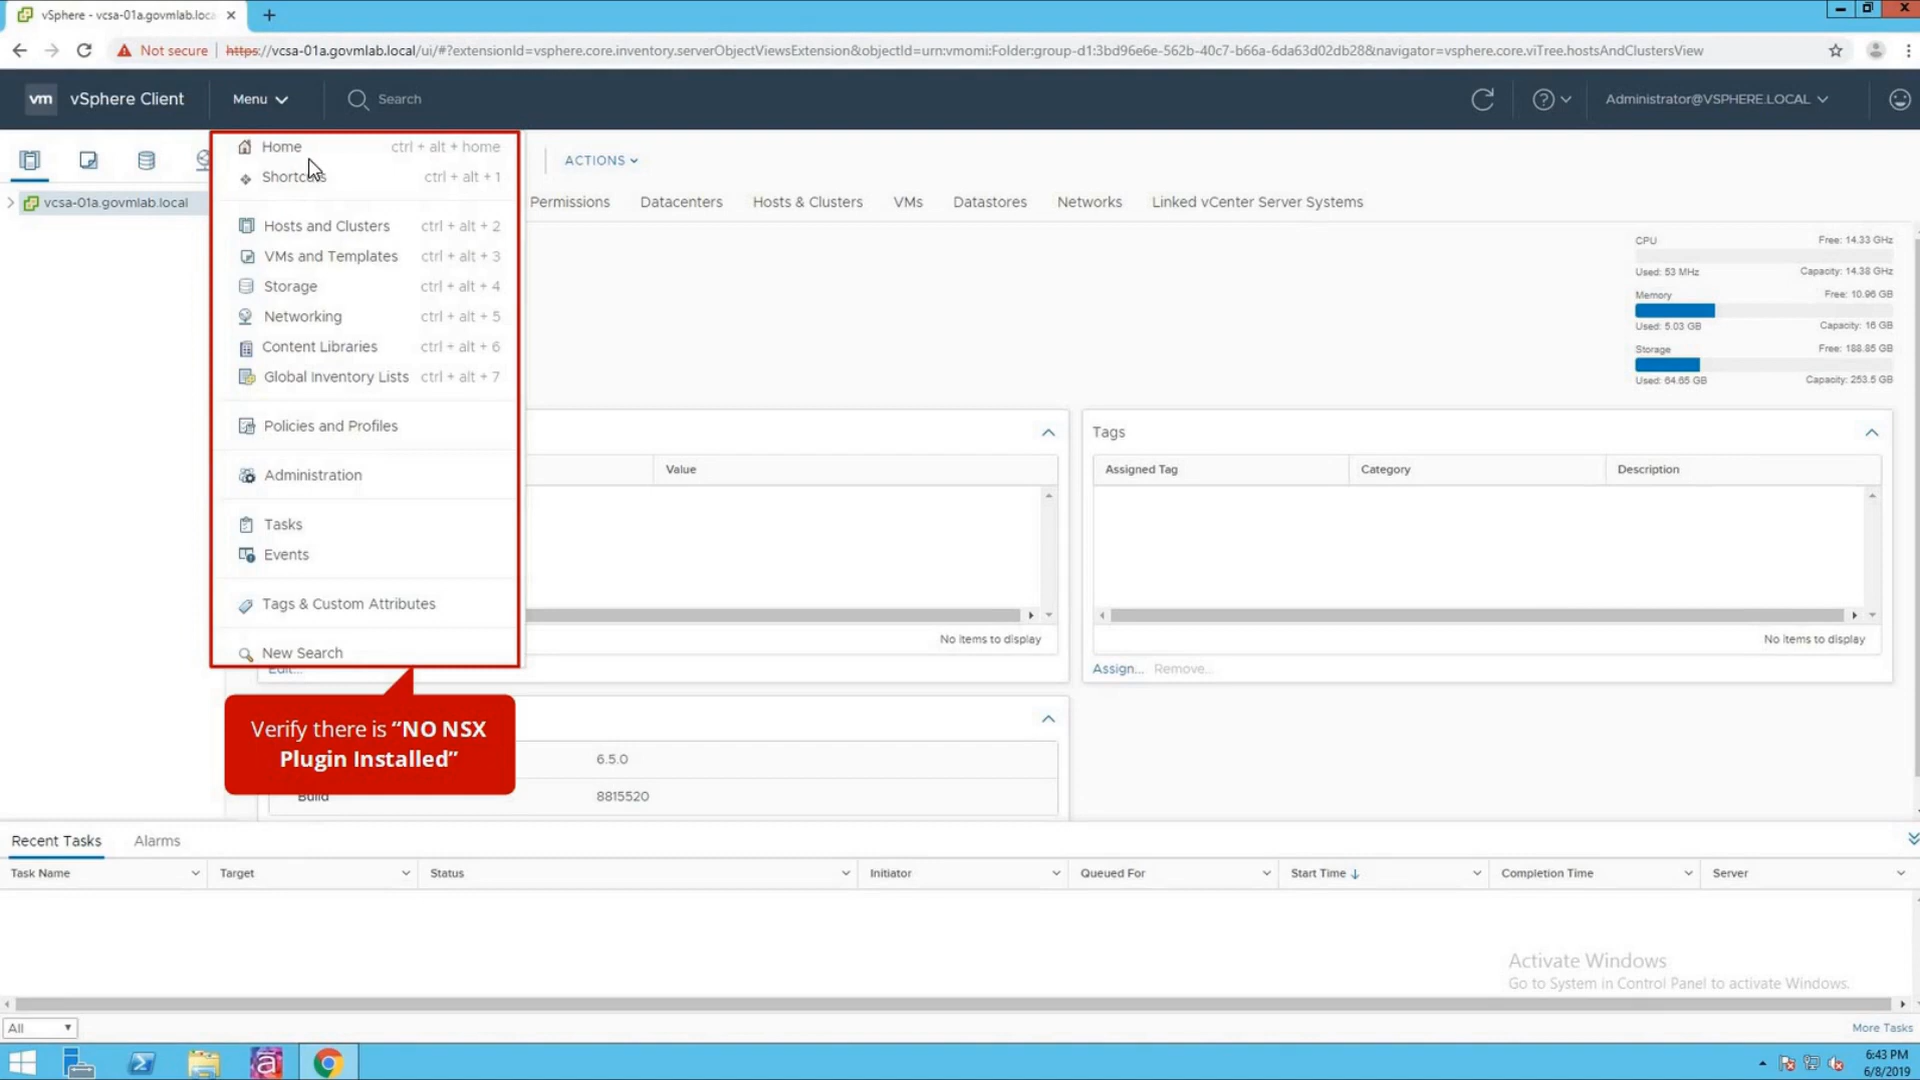 vSphere - vcsa-01a.govmlab.loca
Not secure
https://vcsa-01a.govmlab.local/ui/#?extensionId=vsphere.core.inventory.serverObjectViewsExtension&objectId=urn:vmomi:Folder:group-d1:3bd96e6e-562b-40c7-b66a-6da63d02db28&navigator=vsphere.core.viTree.hostsAndClustersView
vm vSphere Client Menu Search Administrator@VSPHERE.LOCAL
ACTIONS
vcsa-01a.govmlab.local
Permissions Datacenters Hosts & Clusters VMs Datastores Networks Linked vCenter Server Systems
Home ctrl + alt + home
Shortcuts ctrl + alt + 1
Hosts and Clusters ctrl + alt + 2
VMs and Templates ctrl + alt + 3
Storage ctrl + alt + 4
Networking ctrl + alt + 5
Content Libraries ctrl + alt + 6
Global Inventory Lists ctrl + alt + 7
Policies and Profiles
Administration
Tasks
Events
Tags & Custom Attributes
New Search
CPU Free: 14.33 GHz
Used: 53 MHz Capacity: 14.38 GHz
Memory Free: 10.96 GB
Used: 5.03 GB Capacity: 16 GB
Storage Free: 188.85 GB
Used: 64.65 GB Capacity: 253.5 GB
Value
No items to display
Edit...
Tags
Assigned Tag Category Description
No items to display
Assign... Remove...
Verify there is “NO NSX
Plugin Installed”
6.5.0
Build 8815520
Recent Tasks Alarms
Task Name Target Status Initiator Queued For Start Time Completion Time Server
Activate Windows
Go to System in Control Panel to activate Windows.
All
More Tasks
6:43 PM
6/8/2019